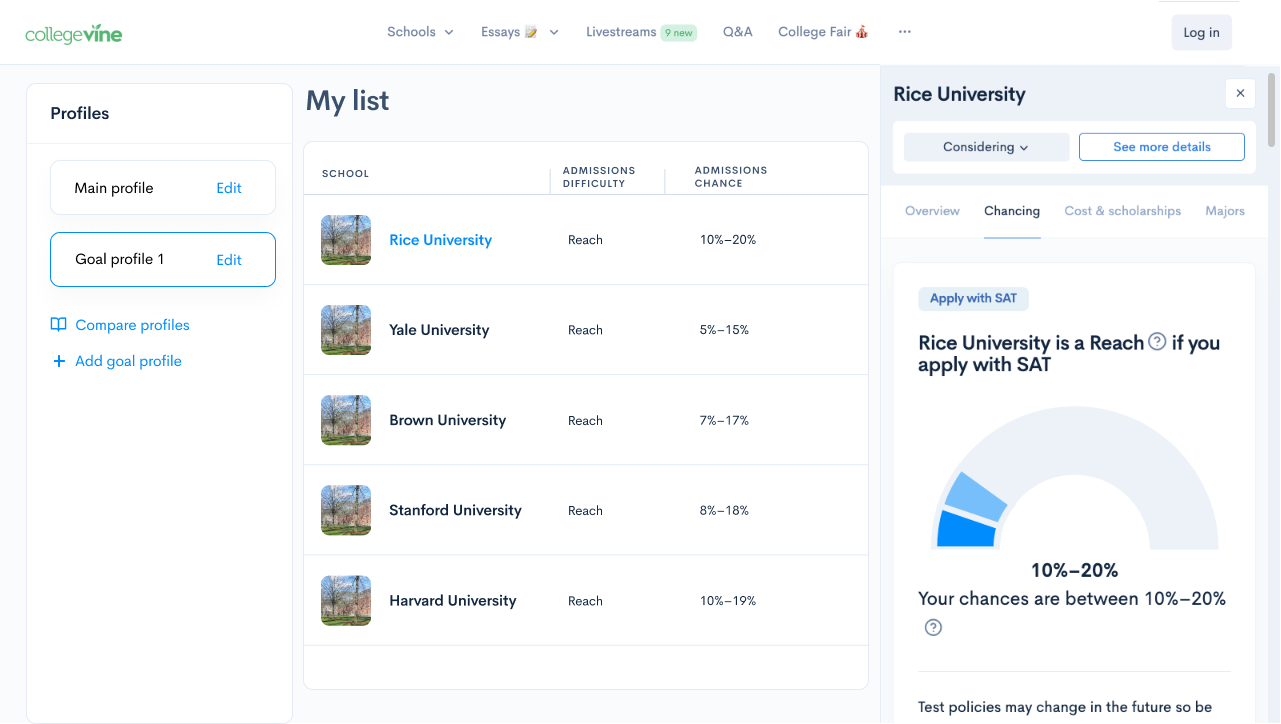 collegevine
Schools
Essays 📝
Livestreams 9 new
Q&A
College Fair 🎪
...
Log in
Profiles
Main profile
Edit
Goal profile 1
Edit
Compare profiles
Add goal profile
My list
SCHOOL
ADMISSIONS
DIFFICULTY
ADMISSIONS
CHANCE
Rice University
Reach
10%–20%
Yale University
Reach
5%–15%
Brown University
Reach
7%–17%
Stanford University
Reach
8%–18%
Harvard University
Reach
10%–19%
Rice University
×
Considering
See more details
Overview
Chancing
Cost & scholarships
Majors
Apply with SAT
Rice University is a Reach ? if you
apply with SAT
10%–20%
Your chances are between 10%–20%
?
Test policies may change in the future so be